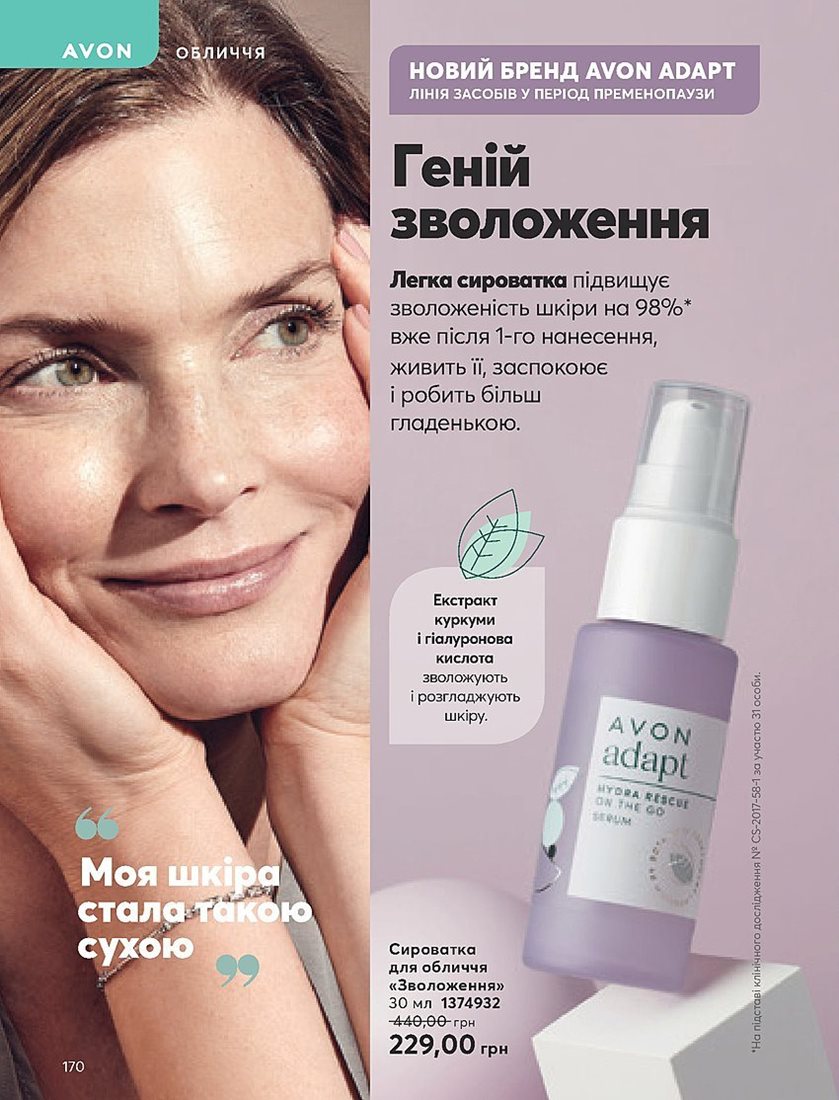 AVON
ОБЛИЧЧЯ
НОВИЙ БРЕНД AVON ADAPT
ЛІНІЯ ЗАСОБІВ У ПЕРІОД ПРЕМЕНОПАУЗИ
Геній
зволоження
Легка сироватка підвищує
зволоженість шкіри на 98%*
вже після 1-го нанесення,
живить її, заспокоює
і робить більш
гладенькою.
Екстракт
куркуми
і гіалуронова
кислота
зволожують
і розгладжують
шкіру.
AVON
adapt
HYDRA RESCUE
ON THE GO
SERUM
“
Моя шкіра
стала такою
сухою
”
Сироватка
для обличчя
«Зволоження»
30 мл 1374932
440,00 грн
229,00 грн
*На підставі клінічного дослідження № CS-2017-58-1 за участю 31 особи.
170